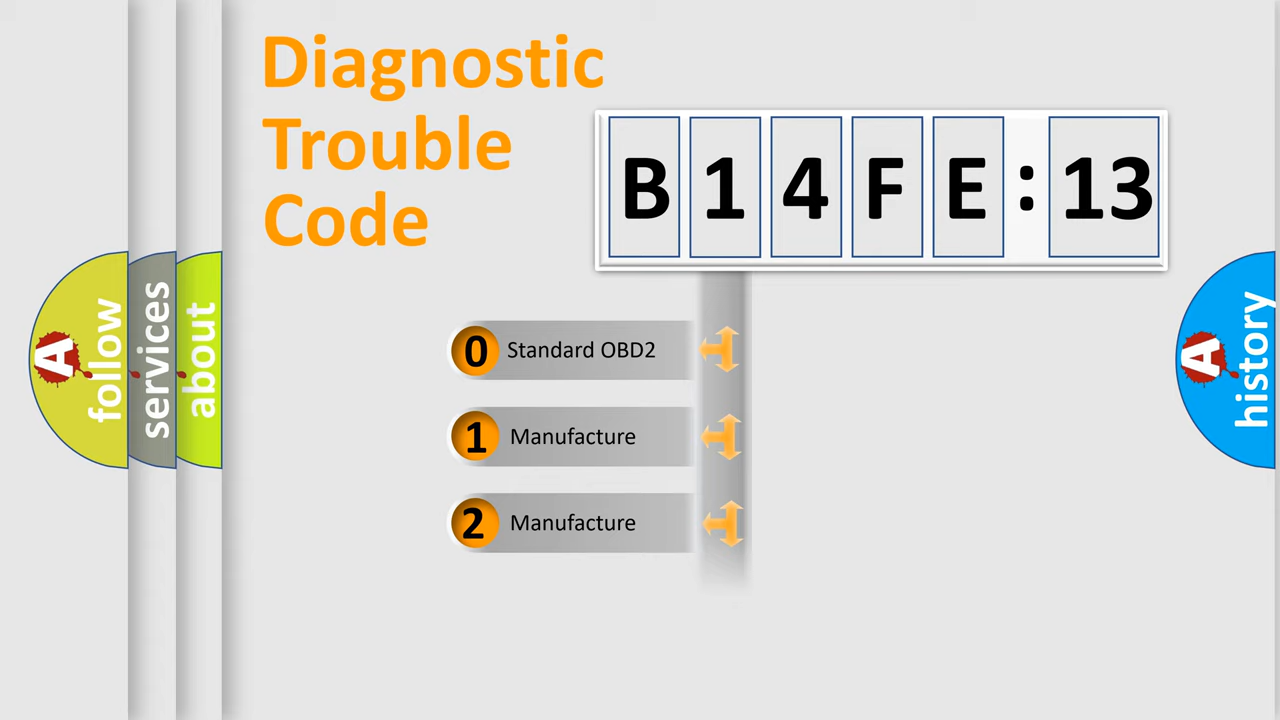 Diagnostic
Trouble
Code
B 1 4 F E : 13
0 Standard OBD2
1 Manufacture
2 Manufacture
A follow
services
about
A history